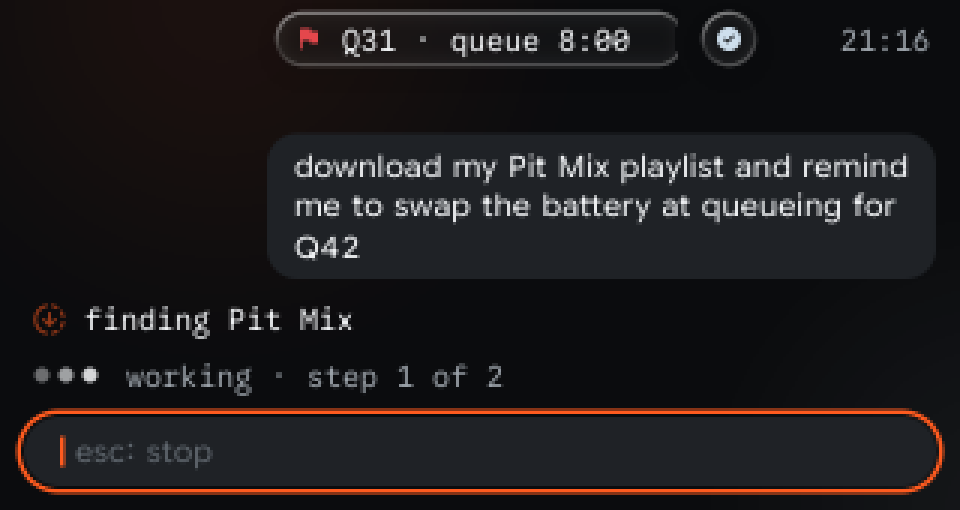 Q31 · queue 8:00
21:16
download my Pit Mix playlist and remind
me to swap the battery at queueing for
Q42
finding Pit Mix
working · step 1 of 2
esc: stop